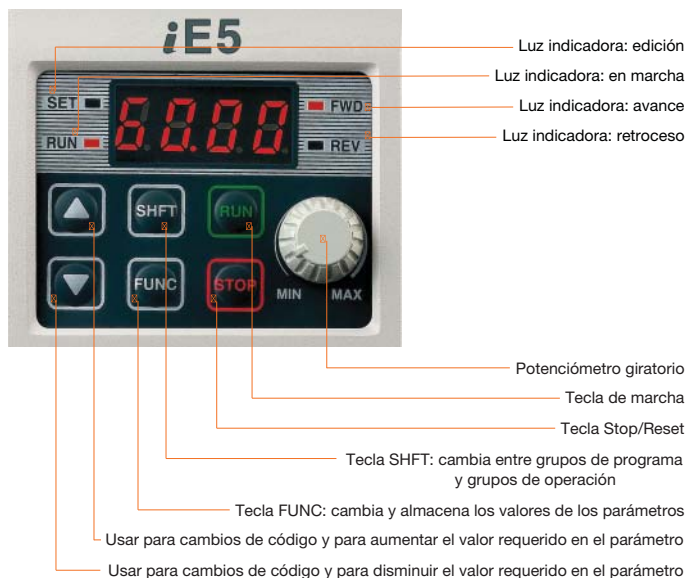 iE5
Luz indicadora: edición
Luz indicadora: en marcha
SET
60.00
FWD
Luz indicadora: avance
RUN
REV
Luz indicadora: retroceso
SHFT
RUN
FUNC
STOP
MIN
MAX
Potenciómetro giratorio
Tecla de marcha
Tecla Stop/Reset
Tecla SHFT: cambia entre grupos de programa
y grupos de operación
Tecla FUNC: cambia y almacena los valores de los parámetros
Usar para cambios de código y para aumentar el valor requerido en el parámetro
Usar para cambios de código y para disminuir el valor requerido en el parámetro